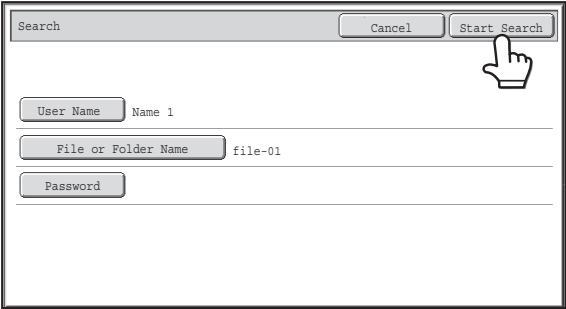 Search Cancel Start Search
User Name Name 1
File or Folder Name file-01
Password